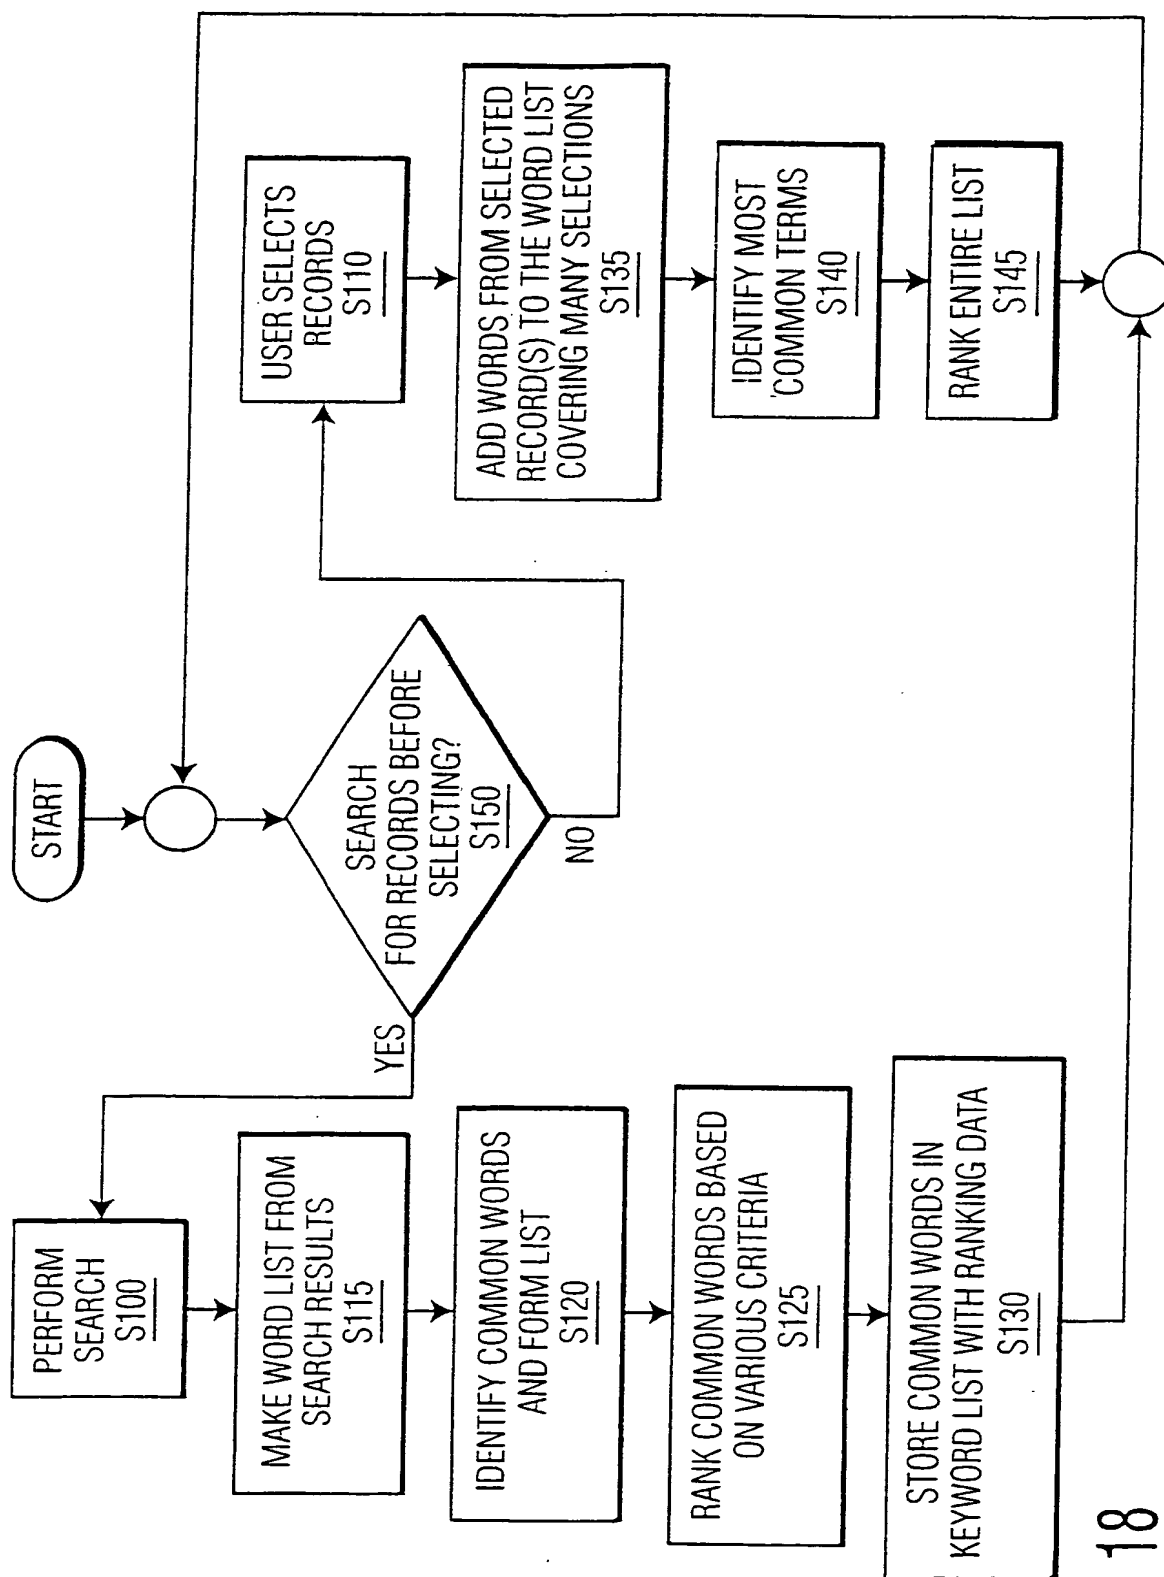 START
SEARCH
FOR RECORDS BEFORE
SELECTING?
S150
YES
NO
PERFORM
SEARCH
S100
MAKE WORD LIST FROM
SEARCH RESULTS
S115
IDENTIFY COMMON WORDS
AND FORM LIST
S120
RANK COMMON WORDS BASED
ON VARIOUS CRITERIA
S125
STORE COMMON WORDS IN
KEYWORD LIST WITH RANKING DATA
S130
USER SELECTS
RECORDS
S110
ADD WORDS FROM SELECTED
RECORD(S) TO THE WORD LIST
COVERING MANY SELECTIONS
S135
IDENTIFY MOST
COMMON TERMS
S140
RANK ENTIRE LIST
S145
18